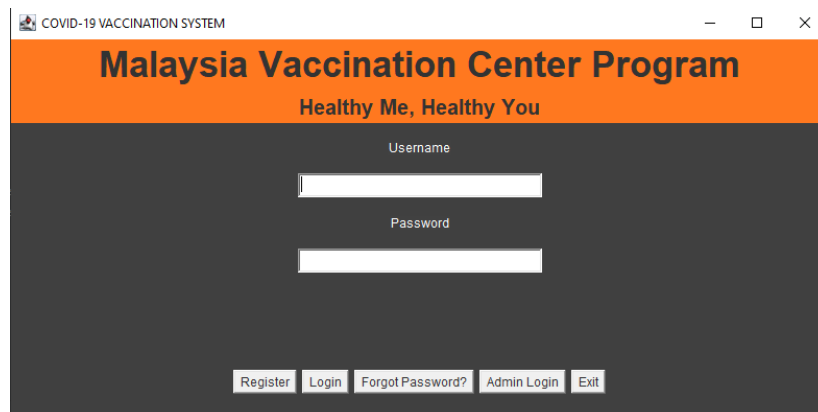 COVID-19 VACCINATION SYSTEM
Malaysia Vaccination Center Program
Healthy Me, Healthy You
Username
Password
Register Login Forgot Password? Admin Login Exit